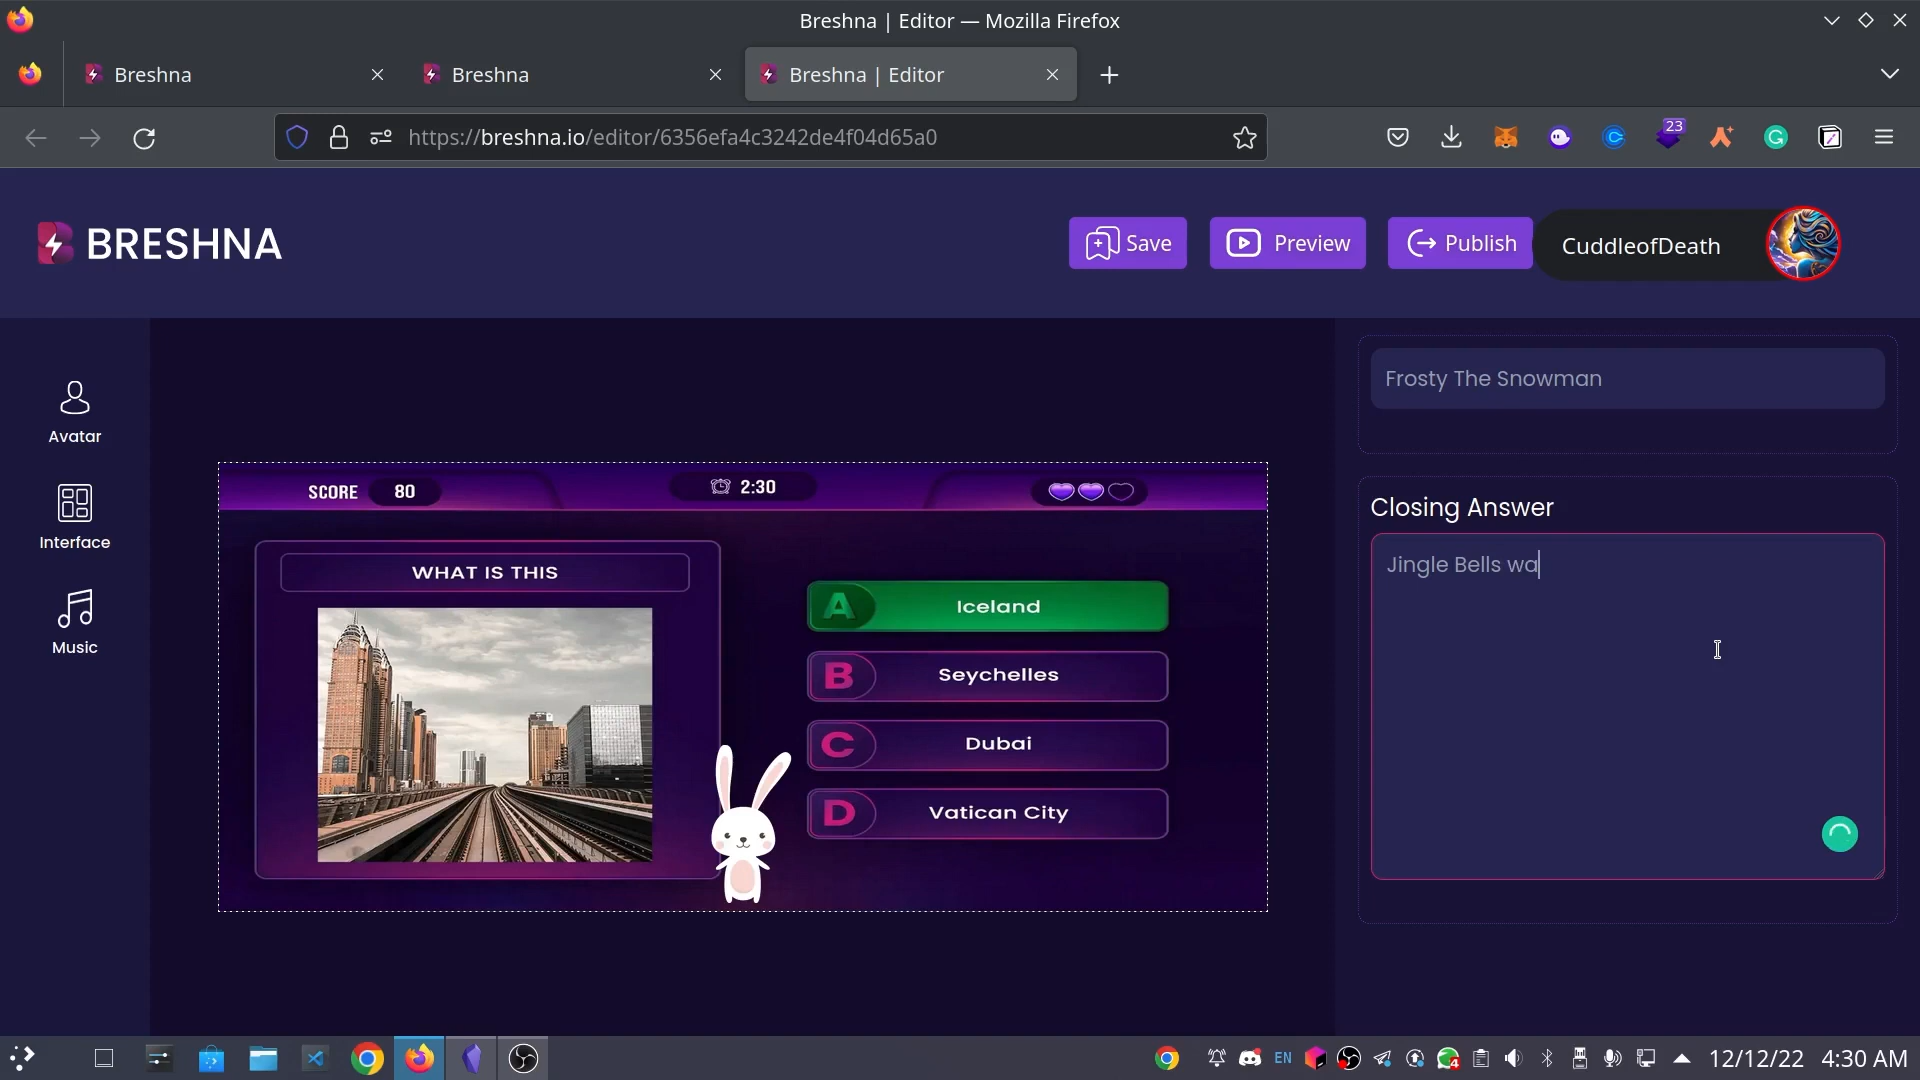 Breshna | Editor — Mozilla Firefox
Breshna
Breshna
Breshna | Editor
https://breshna.io/editor/6356efa4c3242de4f04d65a0
23
BRESHNA
Save
Preview
Publish
CuddleofDeath
Avatar
Interface
Music
SCORE 80
2:30
WHAT IS THIS
A Iceland
B Seychelles
C Dubai
D Vatican City
Frosty The Snowman
Closing Answer
Jingle Bells wa
EN
4
12/12/22 4:30 AM